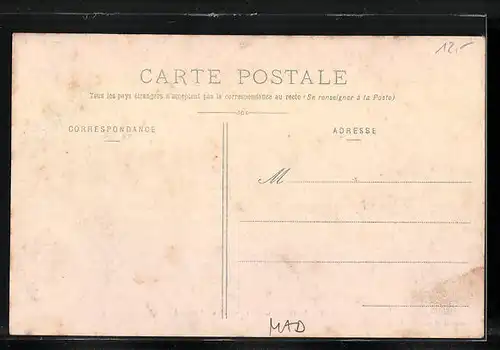 12,-
CARTE POSTALE
Tous les pays étrangers n'acceptent pas la correspondance au recto (Se renseigner à la Poste)
CORRESPONDANCE
ADRESSE
M
MAD